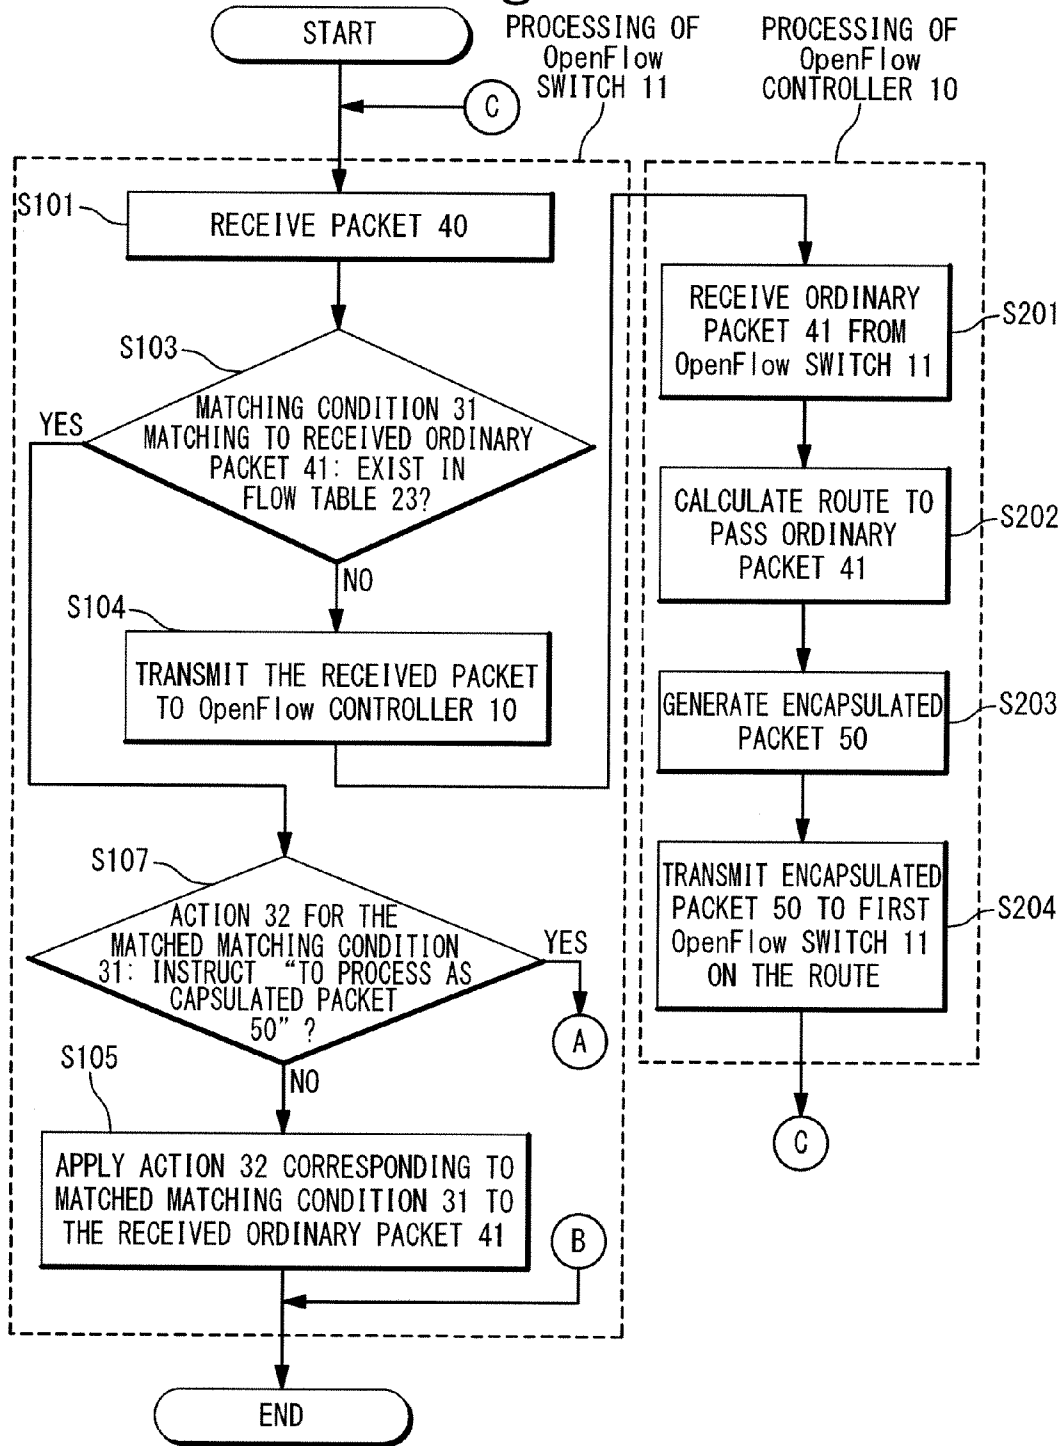 START
PROCESSING OF
OpenFlow
SWITCH 11
PROCESSING OF
OpenFlow
CONTROLLER 10
C
S101
RECEIVE PACKET 40
S103
MATCHING CONDITION 31
MATCHING TO RECEIVED ORDINARY
PACKET 41: EXIST IN
FLOW TABLE 23?
YES
NO
S104
TRANSMIT THE RECEIVED PACKET
TO OpenFlow CONTROLLER 10
S107
ACTION 32 FOR THE
MATCHED MATCHING CONDITION
31: INSTRUCT “TO PROCESS AS
CAPSULATED PACKET
50” ?
YES
A
NO
S105
APPLY ACTION 32 CORRESPONDING TO
MATCHED MATCHING CONDITION 31 TO
THE RECEIVED ORDINARY PACKET 41
B
END
RECEIVE ORDINARY
PACKET 41 FROM
OpenFlow SWITCH 11
S201
CALCULATE ROUTE TO
PASS ORDINARY
PACKET 41
S202
GENERATE ENCAPSULATED
PACKET 50
S203
TRANSMIT ENCAPSULATED
PACKET 50 TO FIRST
OpenFlow SWITCH 11
ON THE ROUTE
S204
C